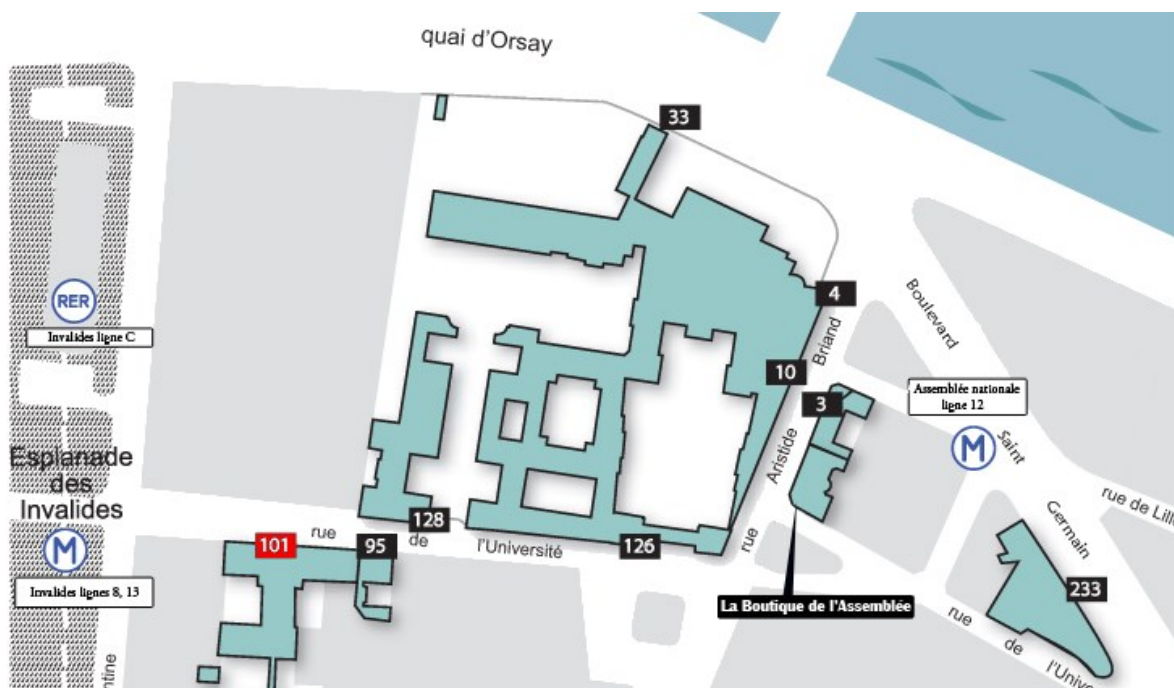 quai d'Orsay
33
RER
Invalides ligne C
4
Boulevard
Briand
10
3
Assemblée nationale
ligne 12
M
Saint
Aristide
Esplanade
des
Invalides
rue de Lille
Germain
128
rue
de
l'Université
126
rue
101
95
M
Invalides lignes 8, 13
La Boutique de l'Assemblée
233
rue
de